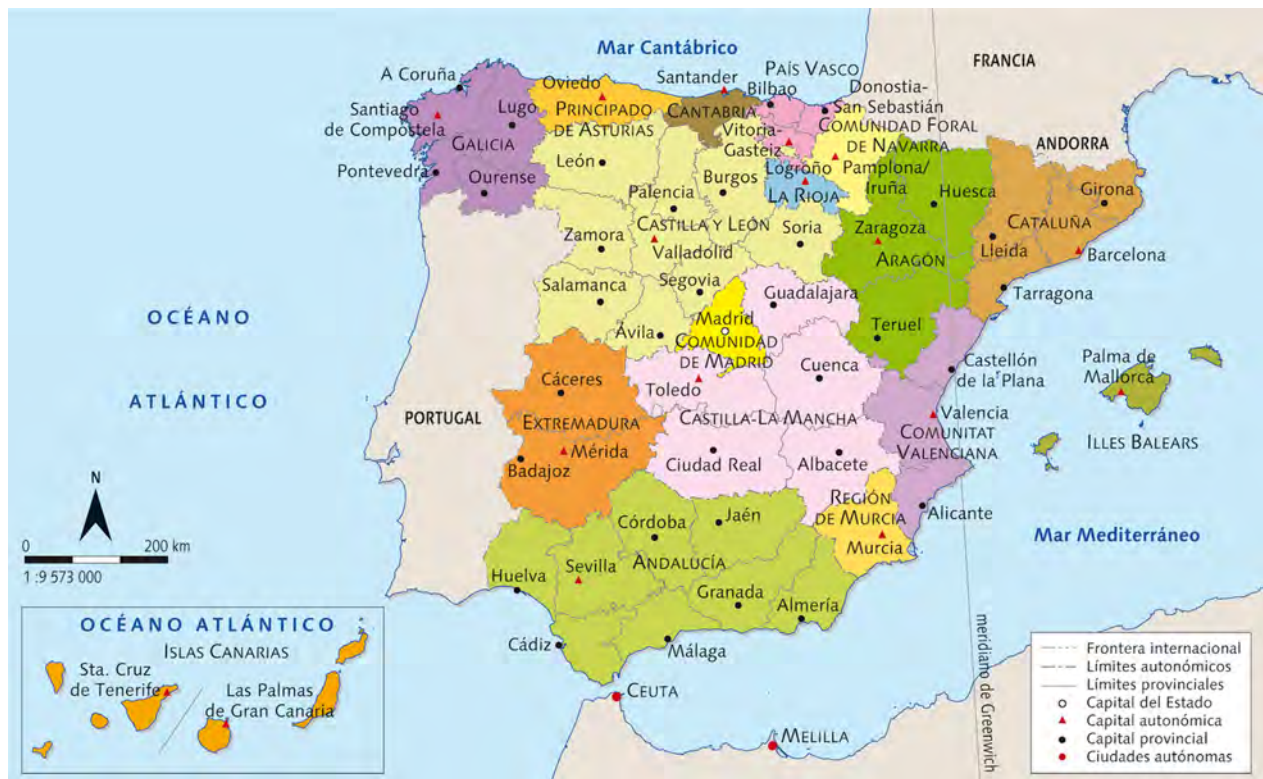 Mar Cantábrico
FRANCIA
ANDORRA
A Coruña
Santiago
de Compostela
Lugo
GALICIA
Pontevedra
Ourense
Oviedo
PRINCIPADO
DE ASTURIAS
Santander
CANTABRIA
PAÍS VASCO
Bilbao
Donostia-
San Sebastián
Vitoria-
Gasteiz
COMUNIDAD FORAL
DE NAVARRA
Pamplona/
Iruña
Logroño
LA RIOJA
León
Palencia
Burgos
CASTILLA Y LEÓN
Valladolid
Zamora
Soria
Salamanca
Segovia
Ávila
Huesca
Zaragoza
ARAGÓN
Teruel
Girona
CATALUÑA
Lleida
Barcelona
Tarragona
Madrid
COMUNIDAD
DE MADRID
Guadalajara
Cuenca
Toledo
CASTILLA-LA MANCHA
Ciudad Real
Albacete
Castellón
de la Plana
Valencia
COMUNITAT
VALENCIANA
Alicante
Palma de
Mallorca
ILLES BALEARS
OCÉANO
ATLÁNTICO
PORTUGAL
Cáceres
EXTREMADURA
Mérida
Badajoz
REGIÓN
DE MURCIA
Murcia
Mar Mediterráneo
Córdoba
Jaén
Sevilla
ANDALUCÍA
Huelva
Granada
Almería
Cádiz
Málaga
CEUTA
MELILLA
meridiano de Greenwich
N
0 200 km
1:9 573 000
OCÉANO ATLÁNTICO
ISLAS CANARIAS
Sta. Cruz
de Tenerife
Las Palmas
de Gran Canaria
Frontera internacional
Límites autonómicos
Límites provinciales
Capital del Estado
Capital autonómica
Capital provincial
Ciudades autónomas